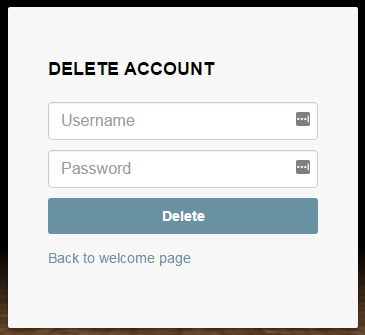 DELETE ACCOUNT
Username
Password
Delete
Back to welcome page